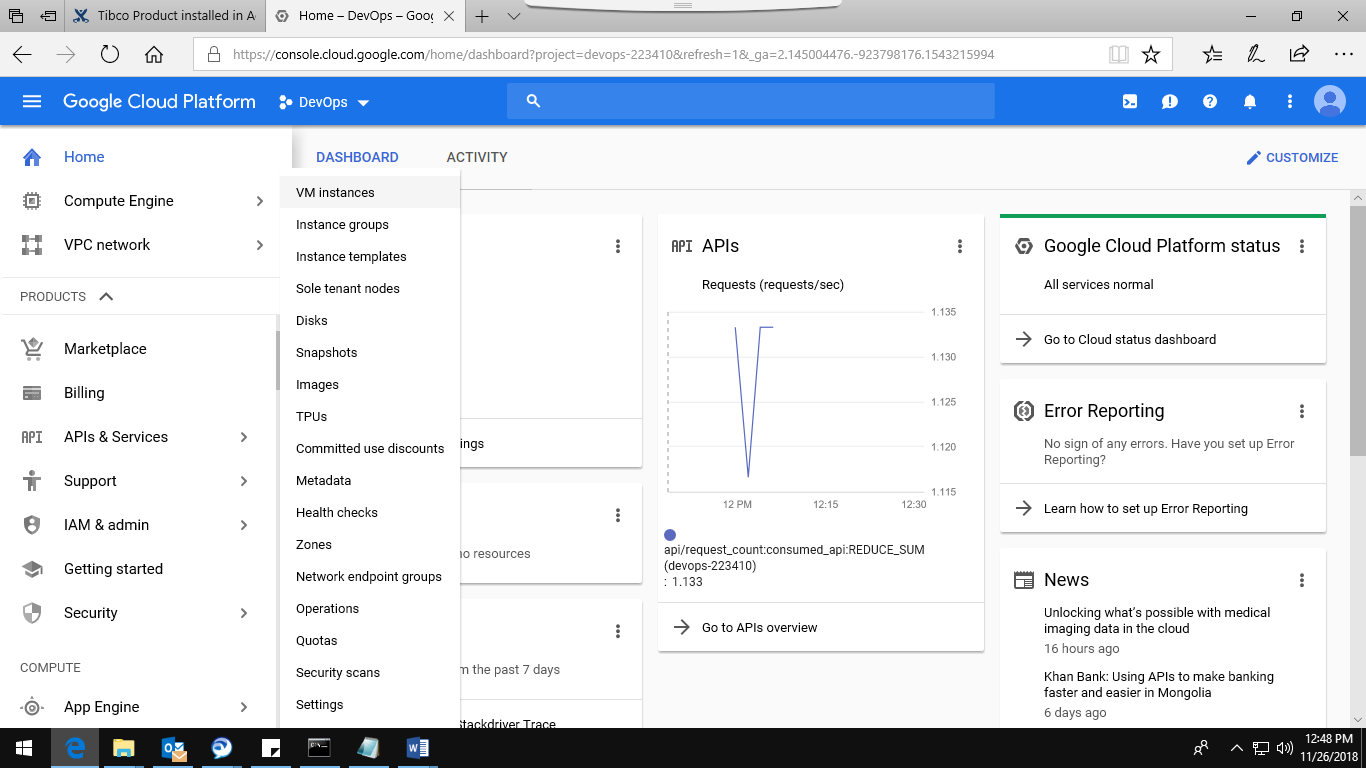 Tibco Product installed in A
Home – DevOps – Goog
https://console.cloud.google.com/home/dashboard?project=devops-223410&refresh=1&_ga=2.145004476.-923798176.1543215994
Google Cloud Platform
DevOps
Home
Compute Engine
VPC network
PRODUCTS
Marketplace
Billing
API
APIs & Services
Support
IAM & admin
Getting started
Security
COMPUTE
App Engine
VM instances
Instance groups
Instance templates
Sole tenant nodes
Disks
Snapshots
Images
TPUs
Committed use discounts
Metadata
Health checks
Zones
Network endpoint groups
Operations
Quotas
Security scans
Settings
DASHBOARD
ACTIVITY
CUSTOMIZE
ings
no resources
m the past 7 days
Stackdriver Trace
API
APIs
Requests (requests/sec)
1.135
1.130
1.125
1.120
1.115
12 PM
12:15
12:30
api/request_count:consumed_api:REDUCE_SUM
(devops-223410)
: 1.133
Go to APIs overview
Google Cloud Platform status
All services normal
Go to Cloud status dashboard
Error Reporting
No sign of any errors. Have you set up Error
Reporting?
Learn how to set up Error Reporting
News
Unlocking what's possible with medical
imaging data in the cloud
16 hours ago
Khan Bank: Using APIs to make banking
faster and easier in Mongolia
6 days ago
12:48 PM
11/26/2018